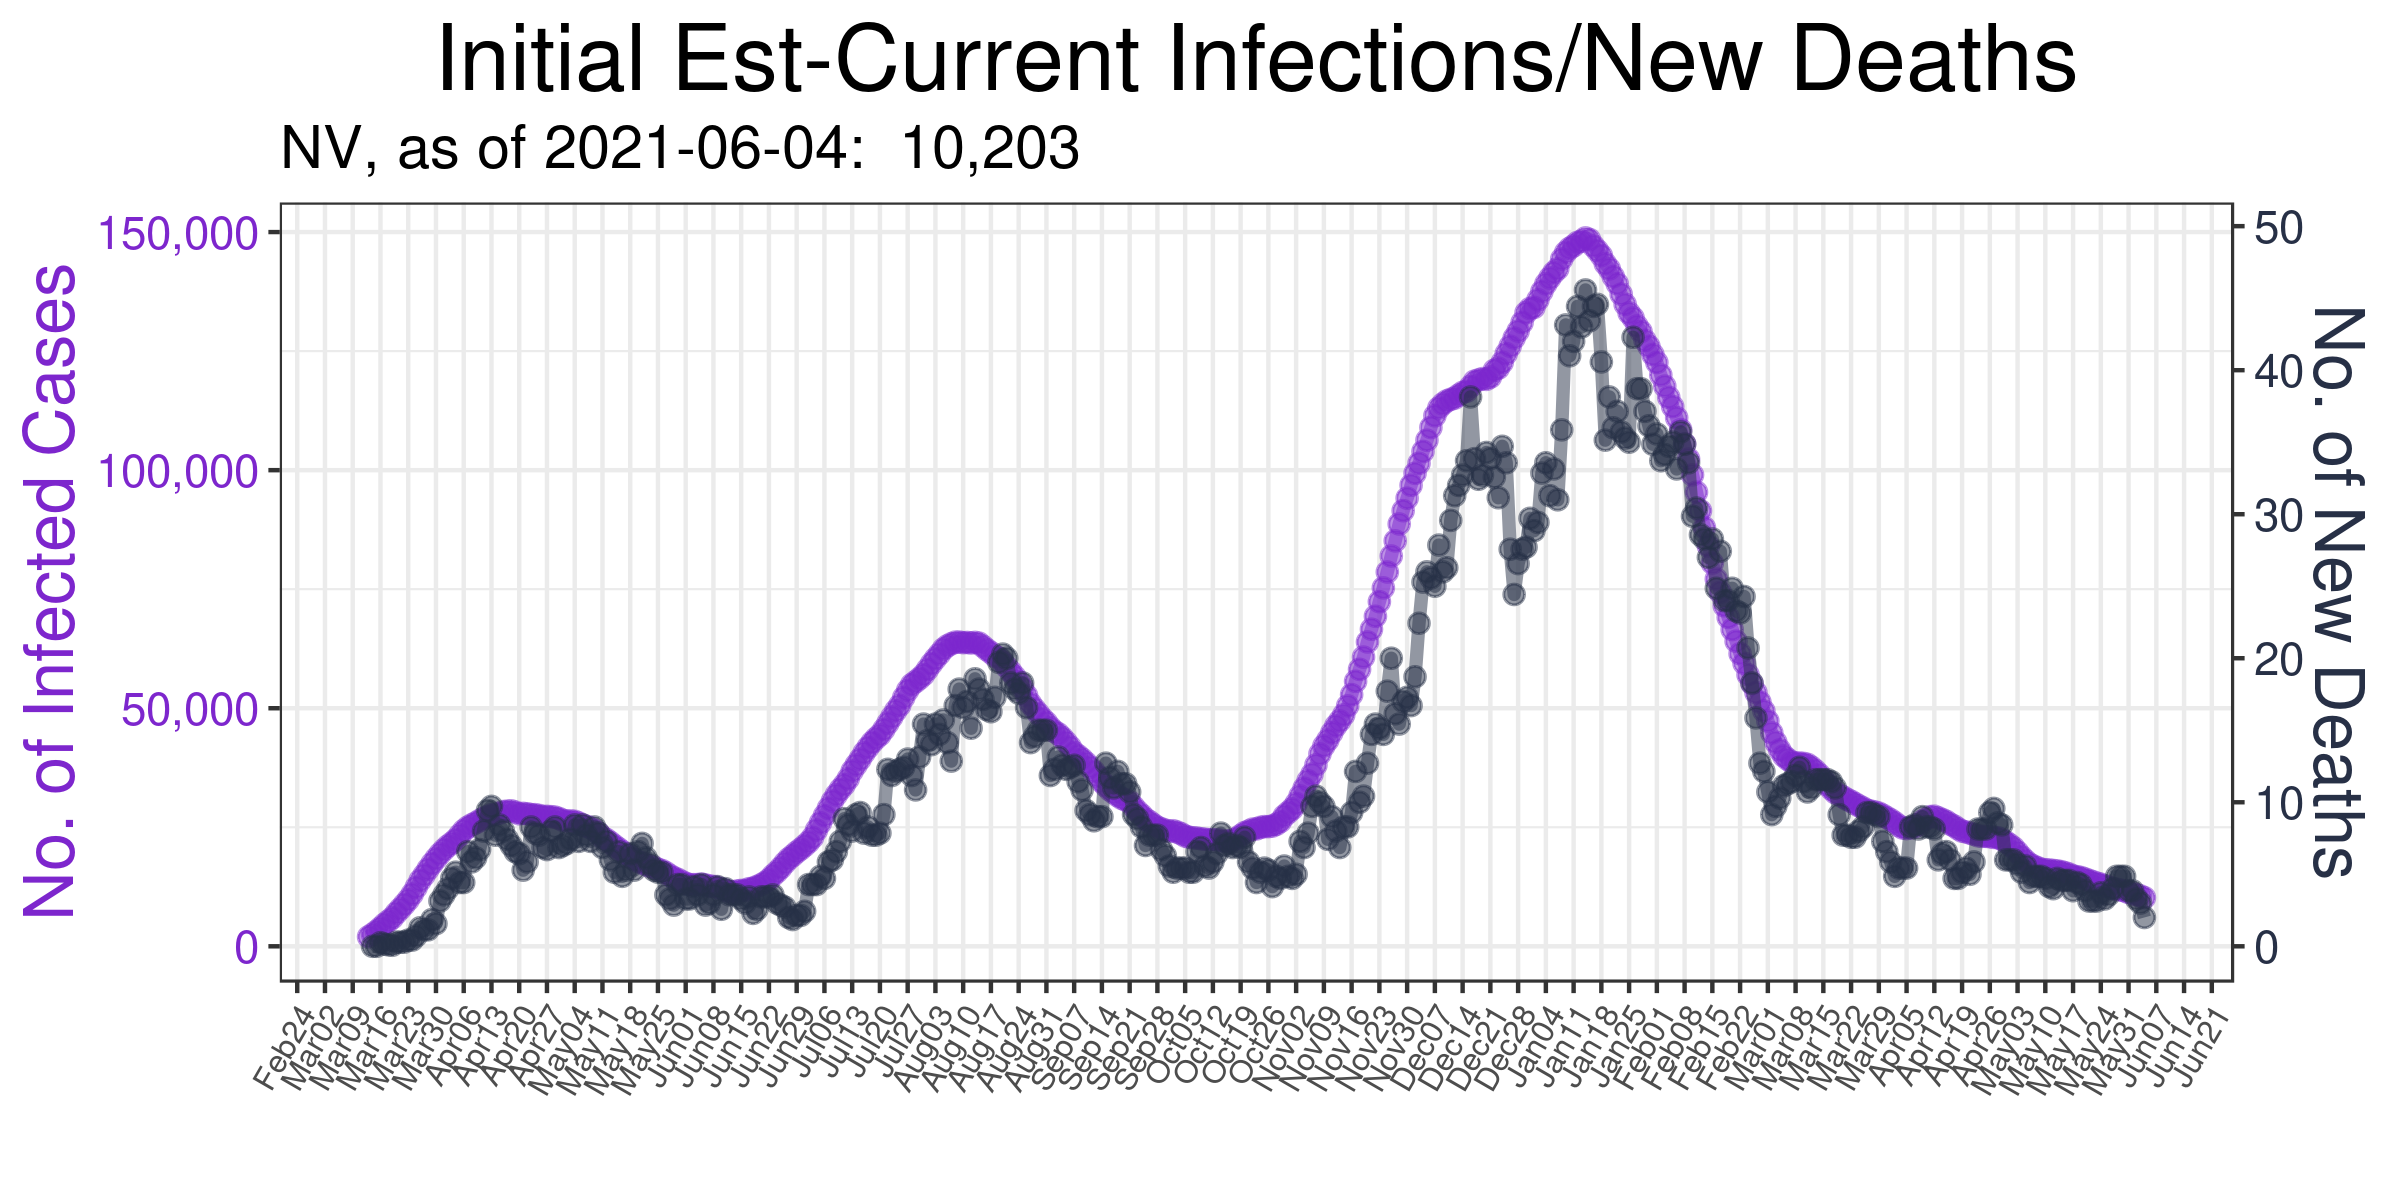 Initial Est-Current Infections/New Deaths
NV, as of 2021-06-04:  10,203
No. of Infected Cases
150,000
100,000
50,000
0
50
40
30
20
10
0
No. of New Deaths
Feb24
Mar02
Mar09
Mar16
Mar23
Mar30
Apr06
Apr13
Apr20
Apr27
May04
May11
May18
May25
Jun01
Jun08
Jun15
Jun22
Jun29
Jul06
Jul13
Jul20
Jul27
Aug03
Aug10
Aug17
Aug24
Aug31
Sep07
Sep14
Sep21
Sep28
Oct05
Oct12
Oct19
Oct26
Nov02
Nov09
Nov16
Nov23
Nov30
Dec07
Dec14
Dec21
Dec28
Jan04
Jan11
Jan18
Jan25
Feb01
Feb08
Feb15
Feb22
Mar01
Mar08
Mar15
Mar22
Mar29
Apr05
Apr12
Apr19
Apr26
May03
May10
May17
May24
May31
Jun07
Jun14
Jun21